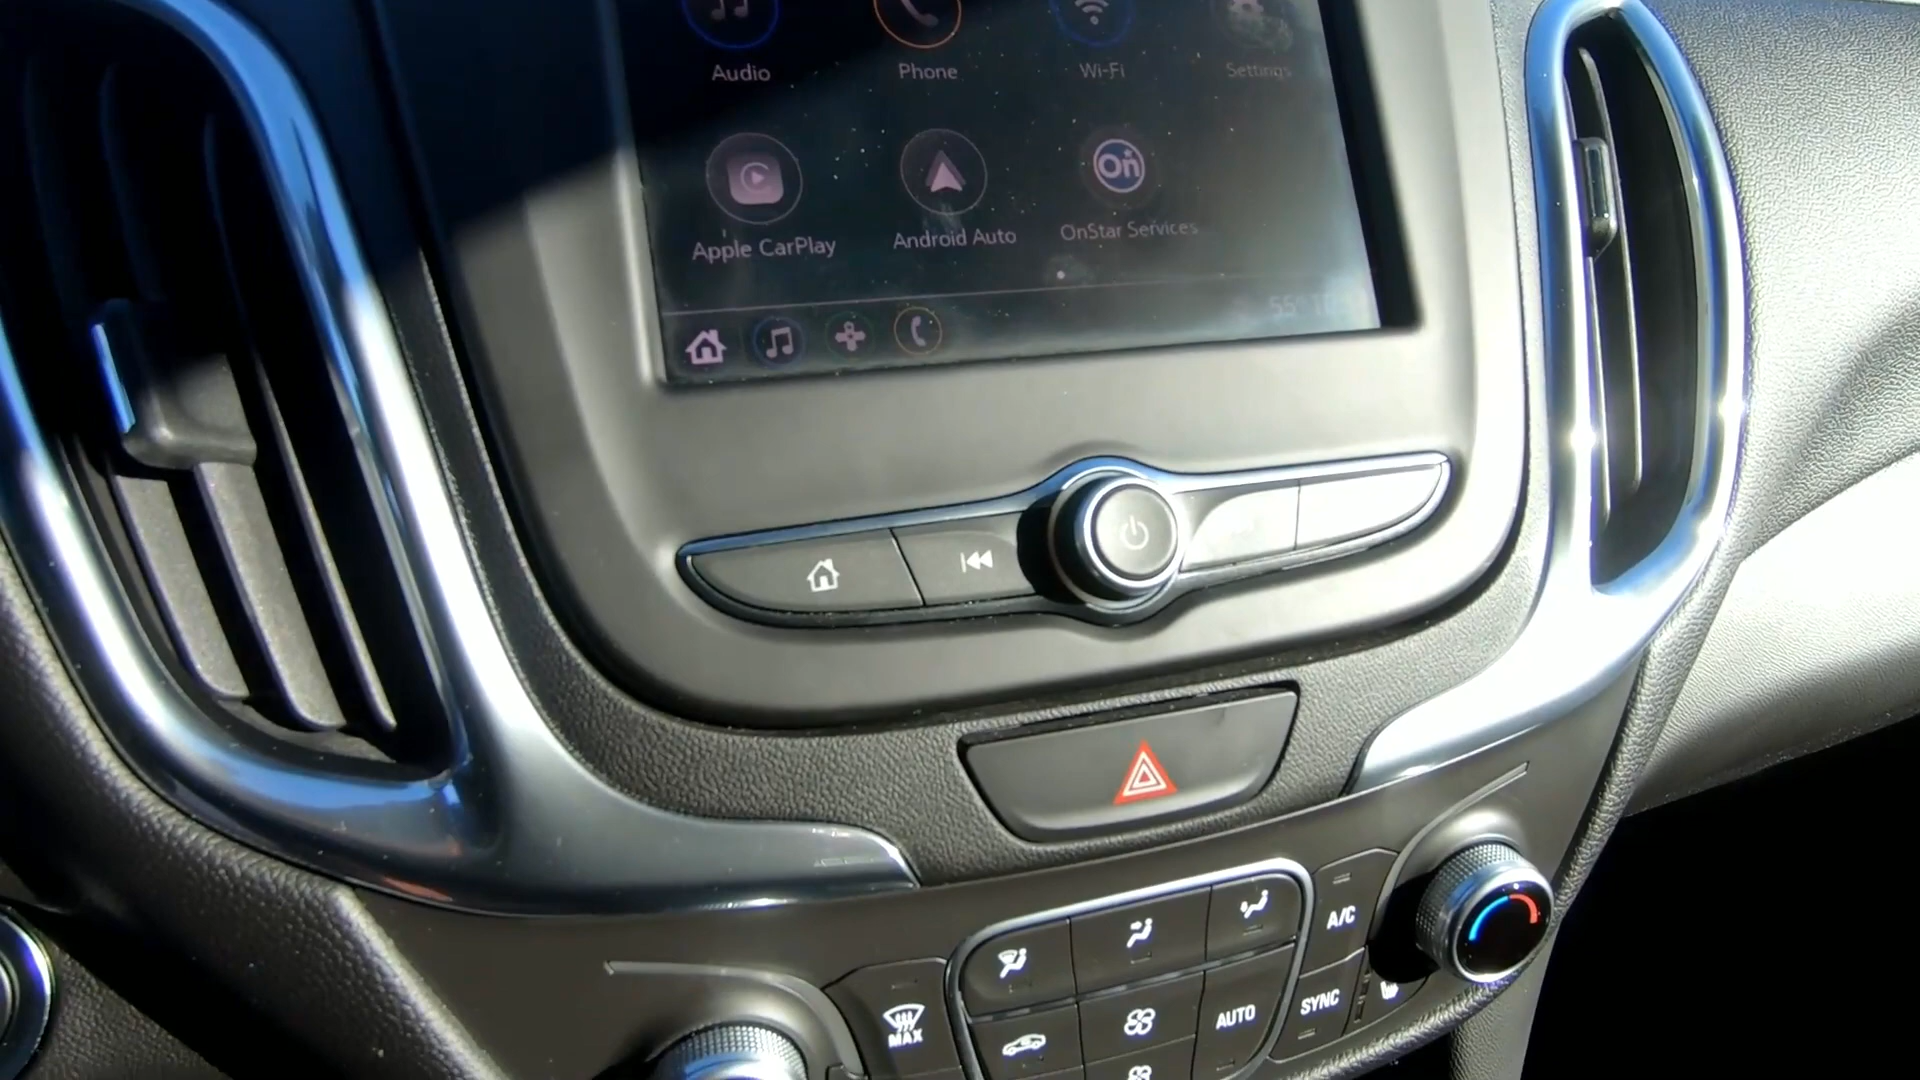 Audio Phone Wi-Fi Settings
On
Apple CarPlay Android Auto OnStar Services
A/C
MAX AUTO SYNC